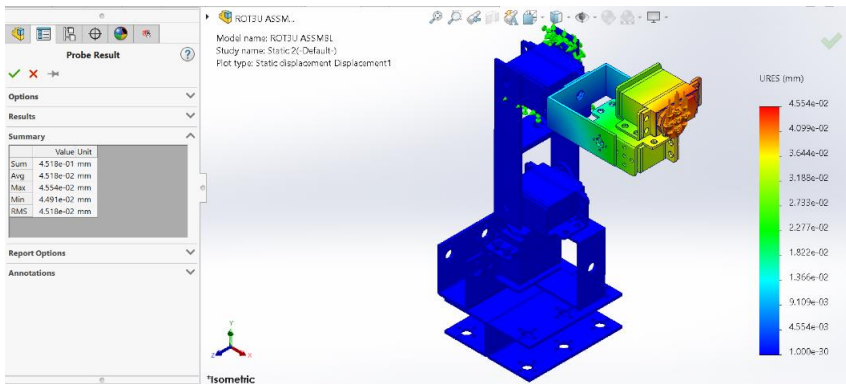 Probe Result
?
Options
Results
Summary
Value Unit
Sum 4.518e-01 mm
Avg 4.518e-02 mm
Max 4.554e-02 mm
Min 4.491e-02 mm
RMS 4.518e-02 mm
Report Options
Annotations
ROT3U ASSM...
Model name: ROT3U ASSMBL
Study name: Static 2(-Default-)
Plot type: Static displacement Displacement1
URES (mm)
4.554e-02
4.099e-02
3.644e-02
3.188e-02
2.733e-02
2.277e-02
1.822e-02
1.366e-02
9.109e-03
4.554e-03
1.000e-30
Y
Z
X
*Isometric